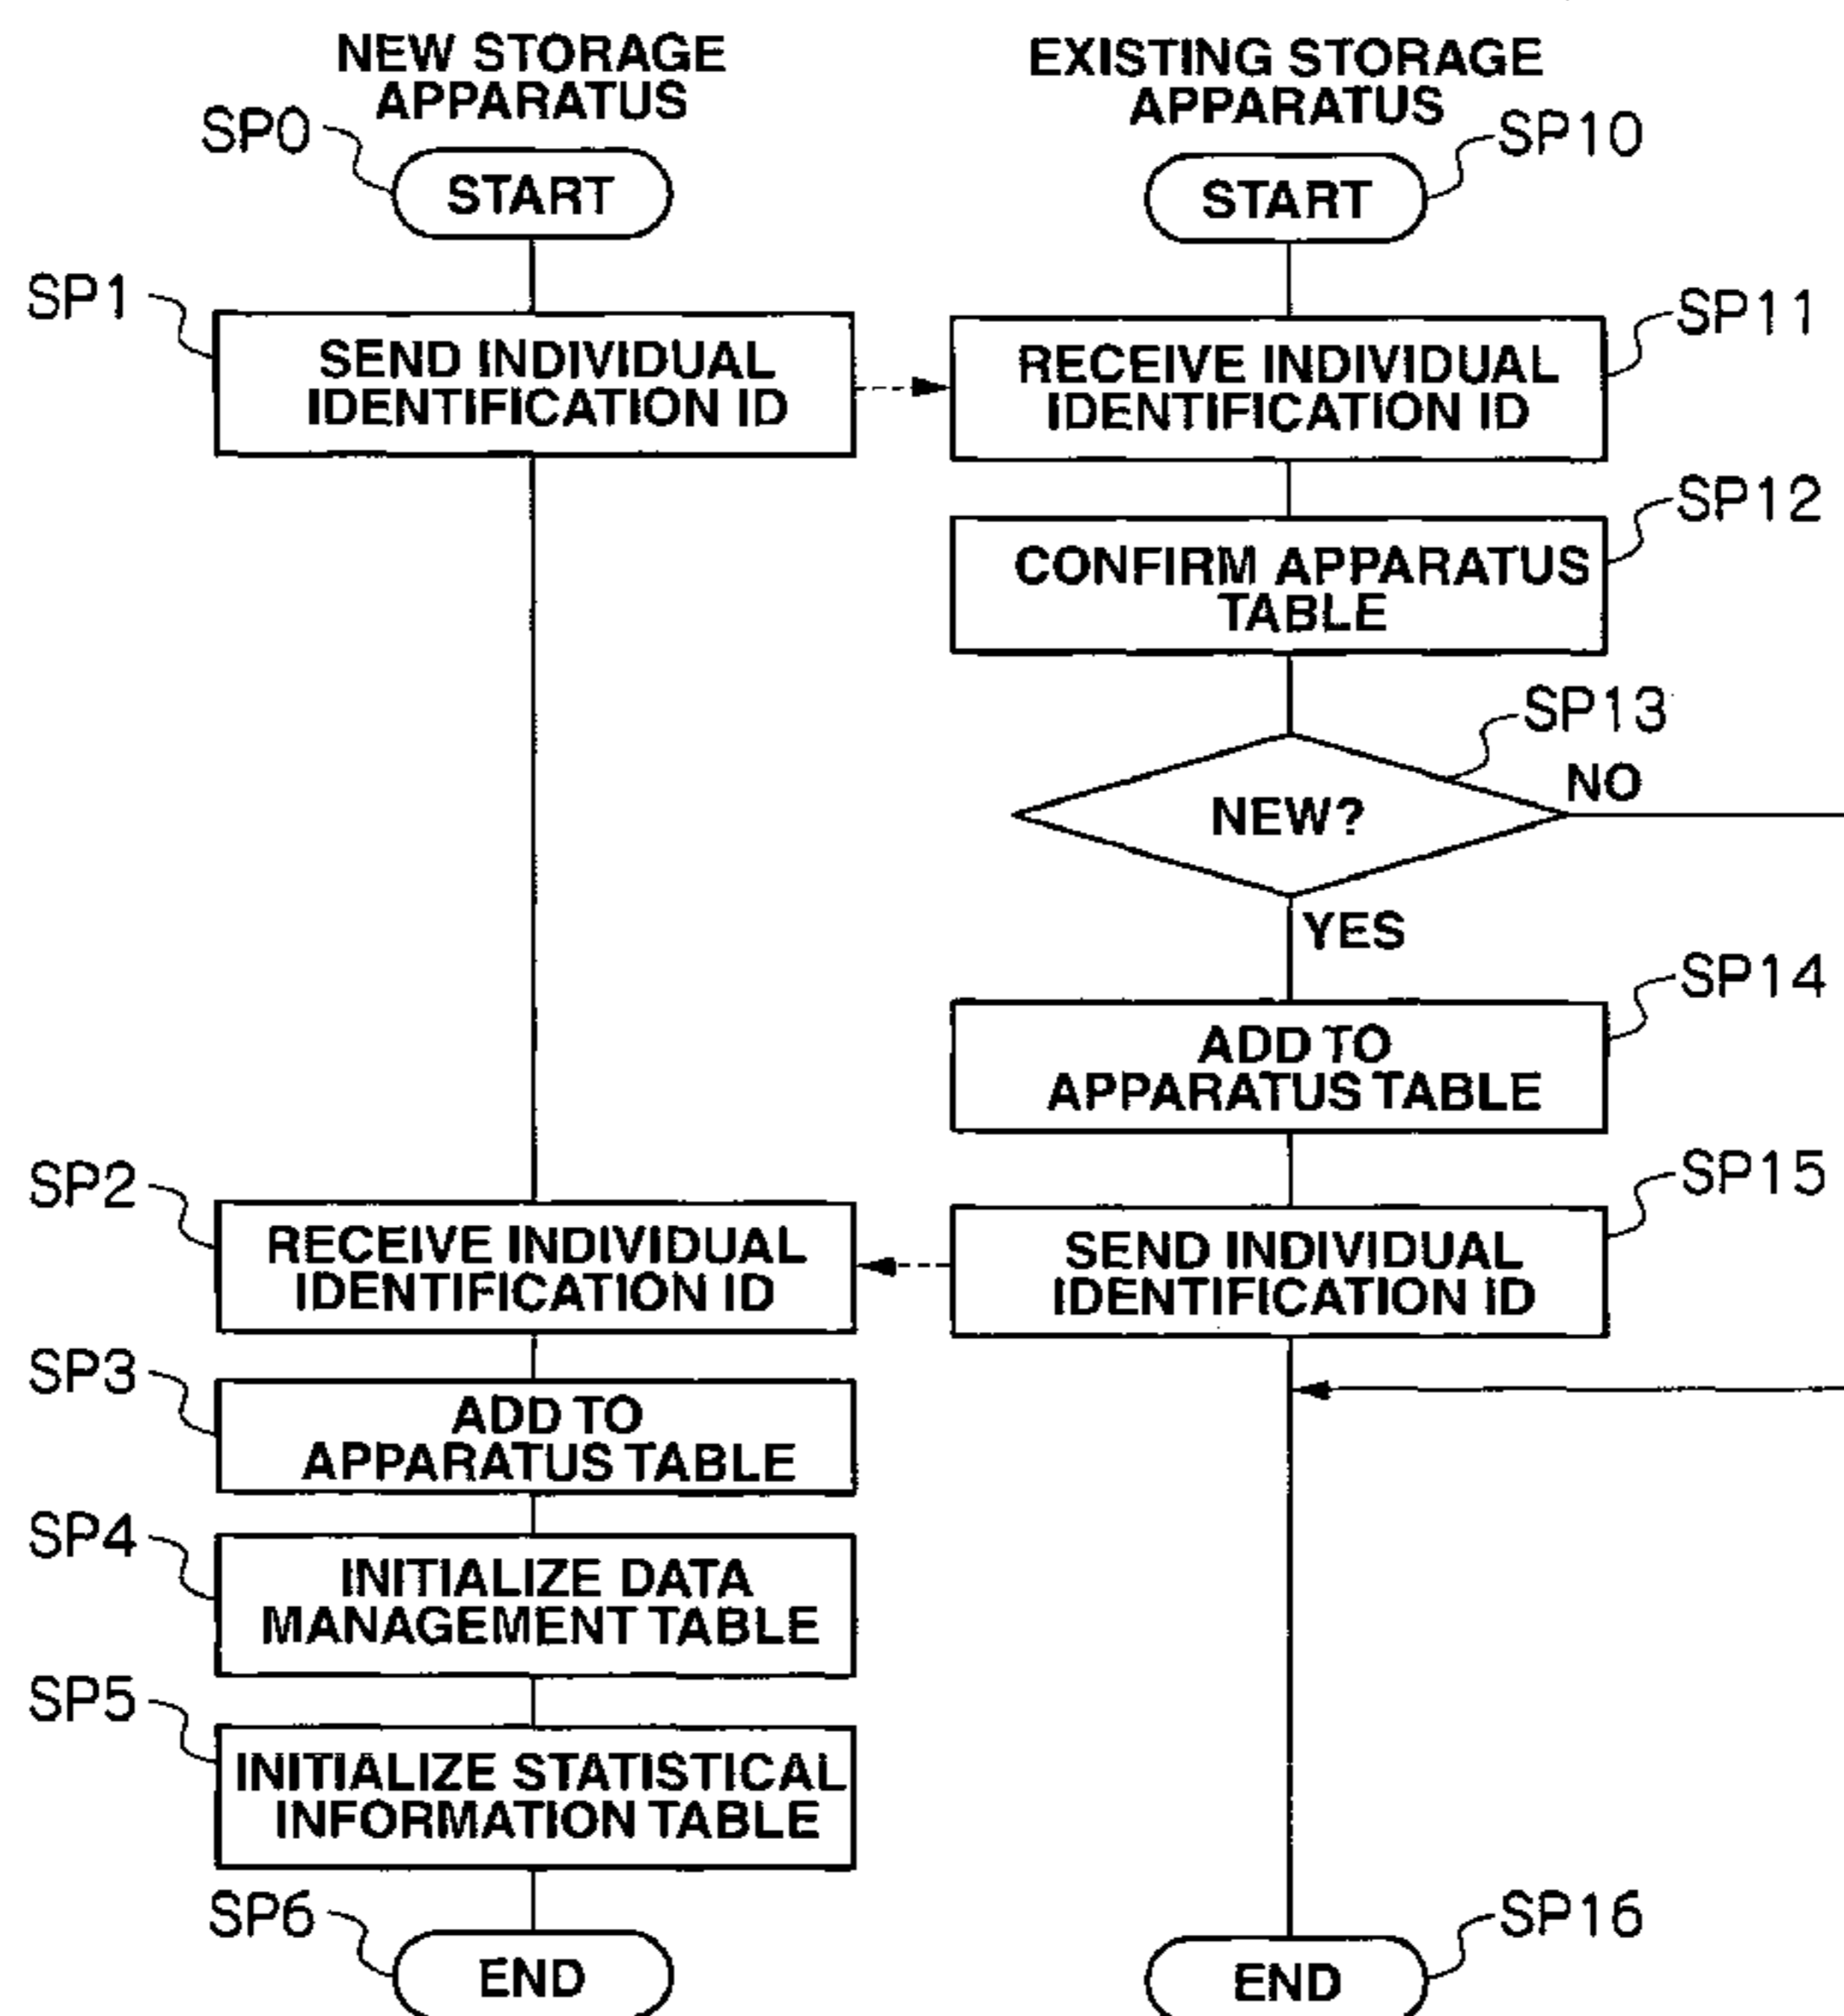 NEW STORAGE
APPARATUS
SP0
START
SP1
SEND INDIVIDUAL
IDENTIFICATION ID
SP2
RECEIVE INDIVIDUAL
IDENTIFICATION ID
SP3
ADD TO
APPARATUS TABLE
SP4
INITIALIZE DATA
MANAGEMENT TABLE
SP5
INITIALIZE STATISTICAL
INFORMATION TABLE
SP6
END
EXISTING STORAGE
APPARATUS
SP10
START
SP11
RECEIVE INDIVIDUAL
IDENTIFICATION ID
SP12
CONFIRM APPARATUS
TABLE
SP13
NEW?
NO
YES
SP14
ADD TO
APPARATUS TABLE
SP15
SEND INDIVIDUAL
IDENTIFICATION ID
SP16
END